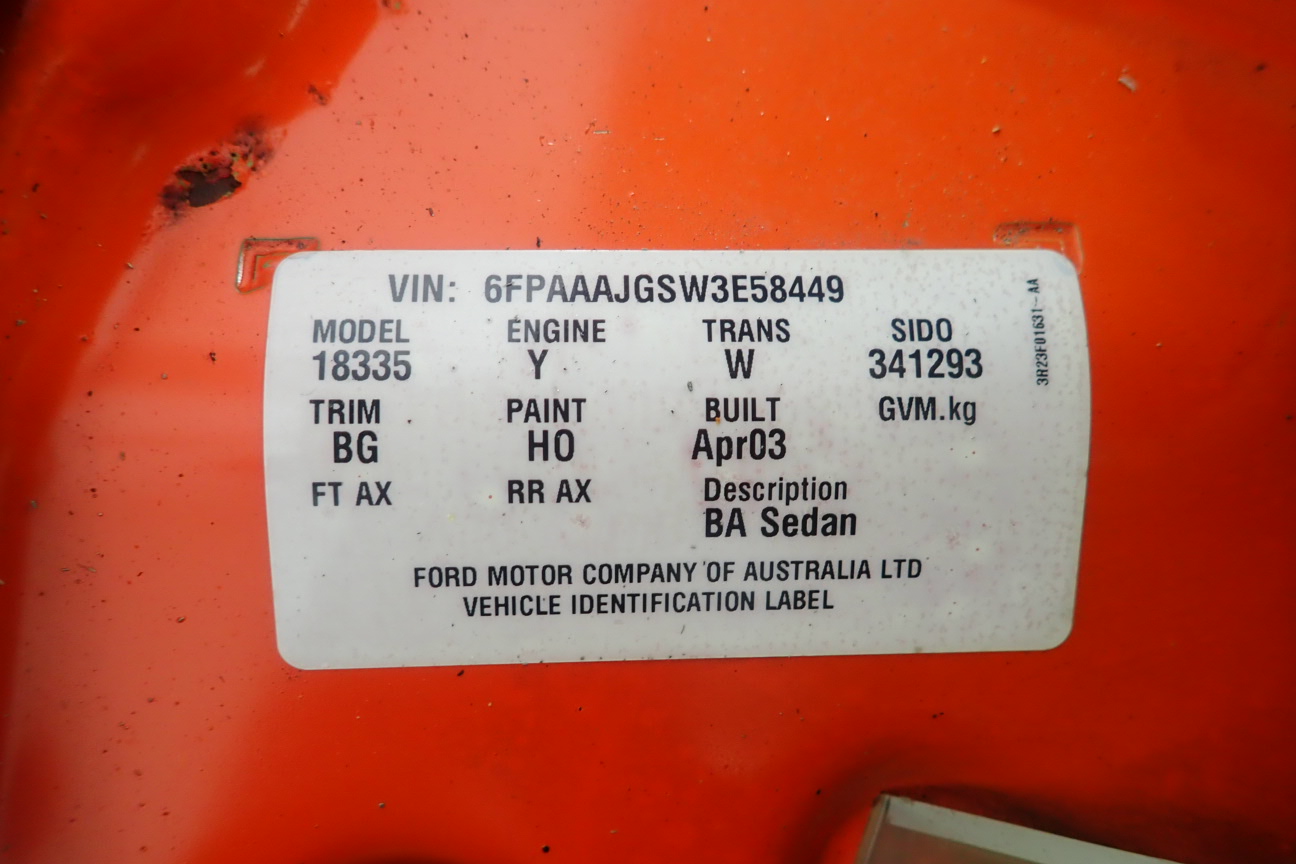 VIN: 6FPAAAJGSW3E58449
MODEL ENGINE TRANS SIDO
18335 Y W 341293
TRIM PAINT BUILT GVM.kg
BG HO Apr03
FT AX RR AX Description
BA Sedan
FORD MOTOR COMPANY OF AUSTRALIA LTD
VEHICLE IDENTIFICATION LABEL
3R23F01631-AA